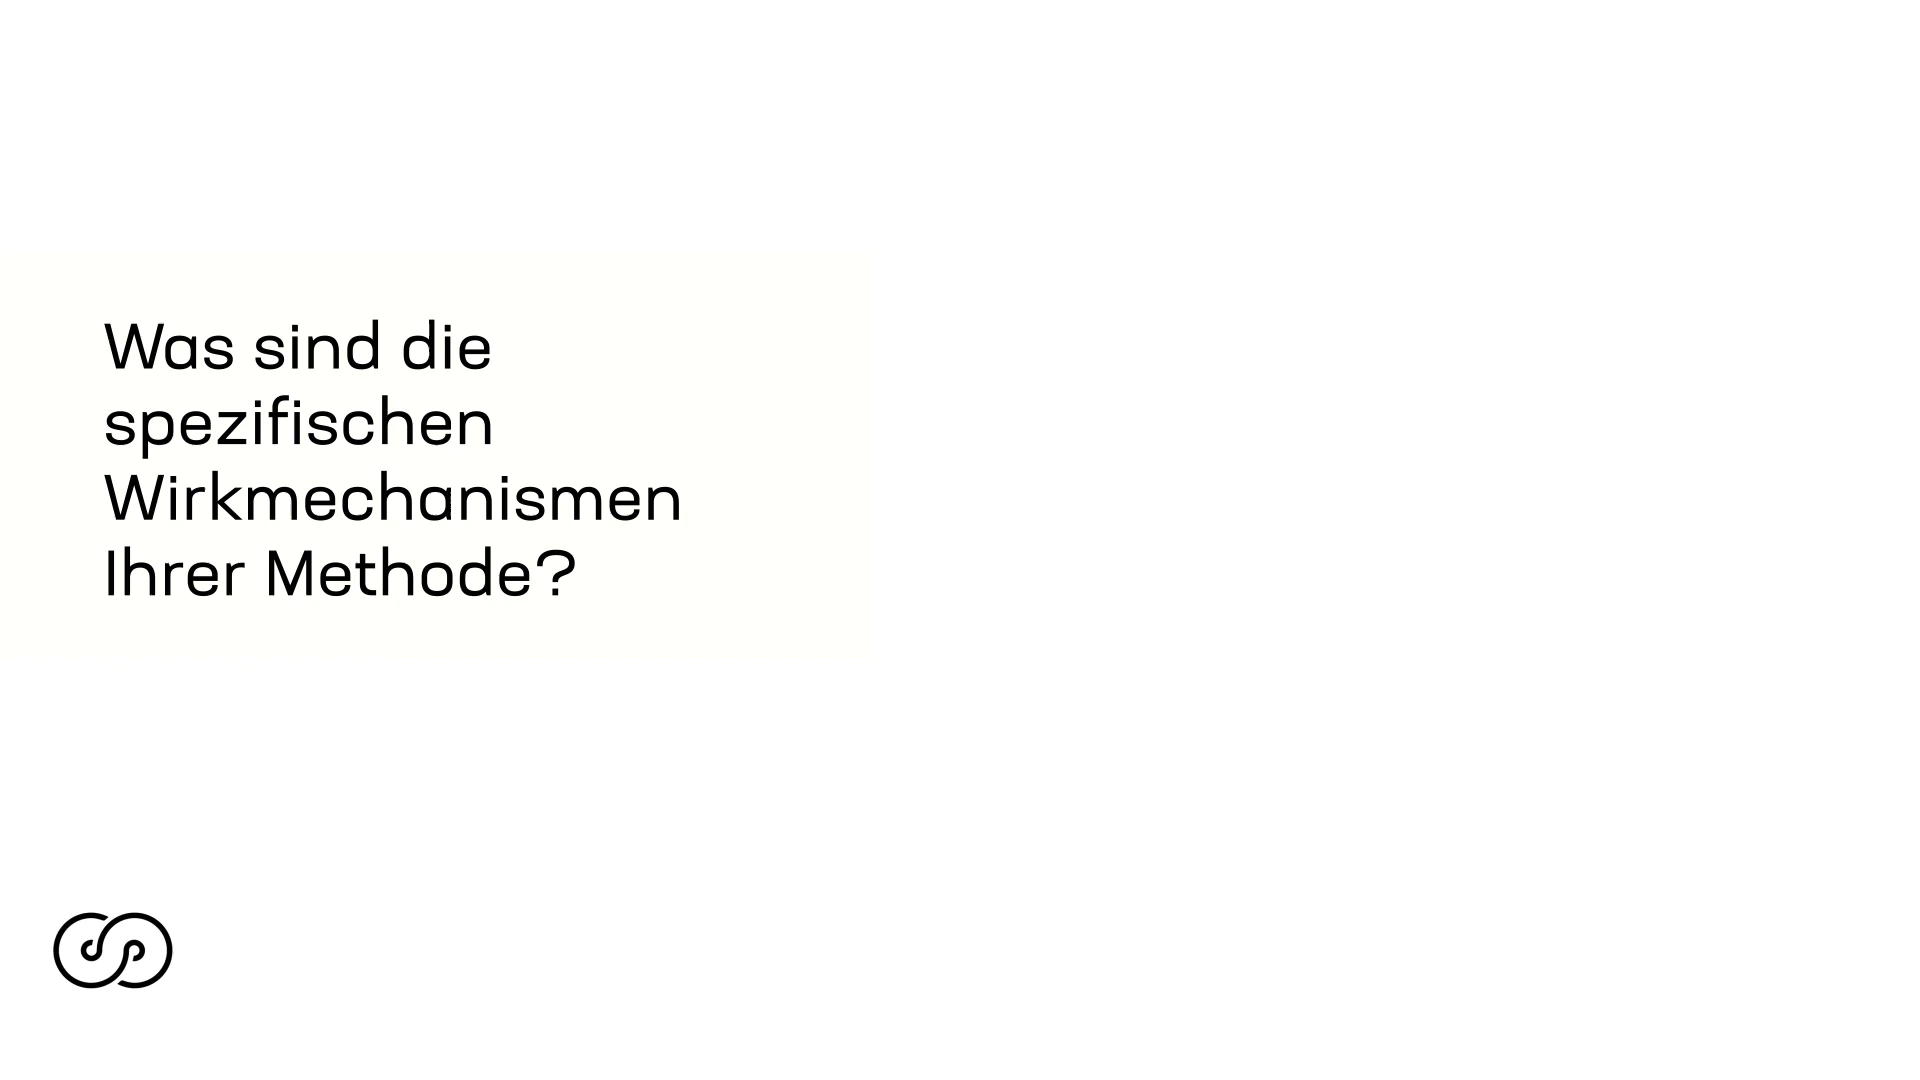 Was sind die
spezifischen
Wirkmechanismen
Ihrer Methode?